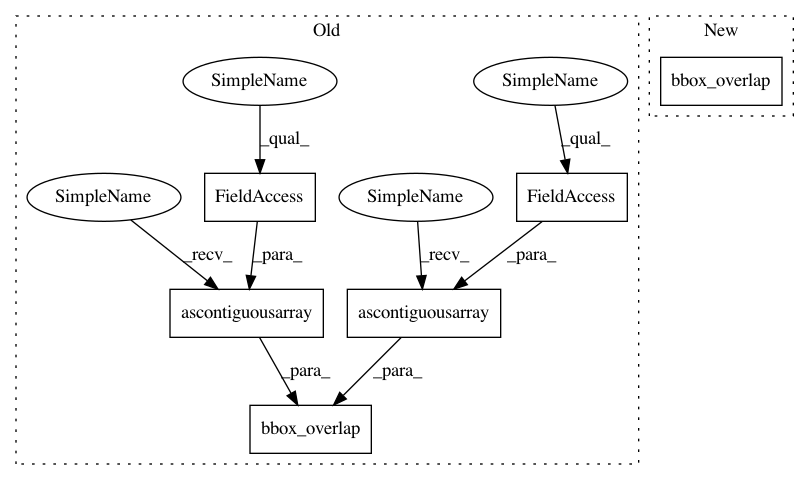 Old
New
SimpleName
SimpleName
bbox_overlap
_qual_
_qual_
SimpleName
FieldAccess
SimpleName
FieldAccess
_recv_
_para_
_recv_
_para_
ascontiguousarray
ascontiguousarray
_para_
_para_
bbox_overlap